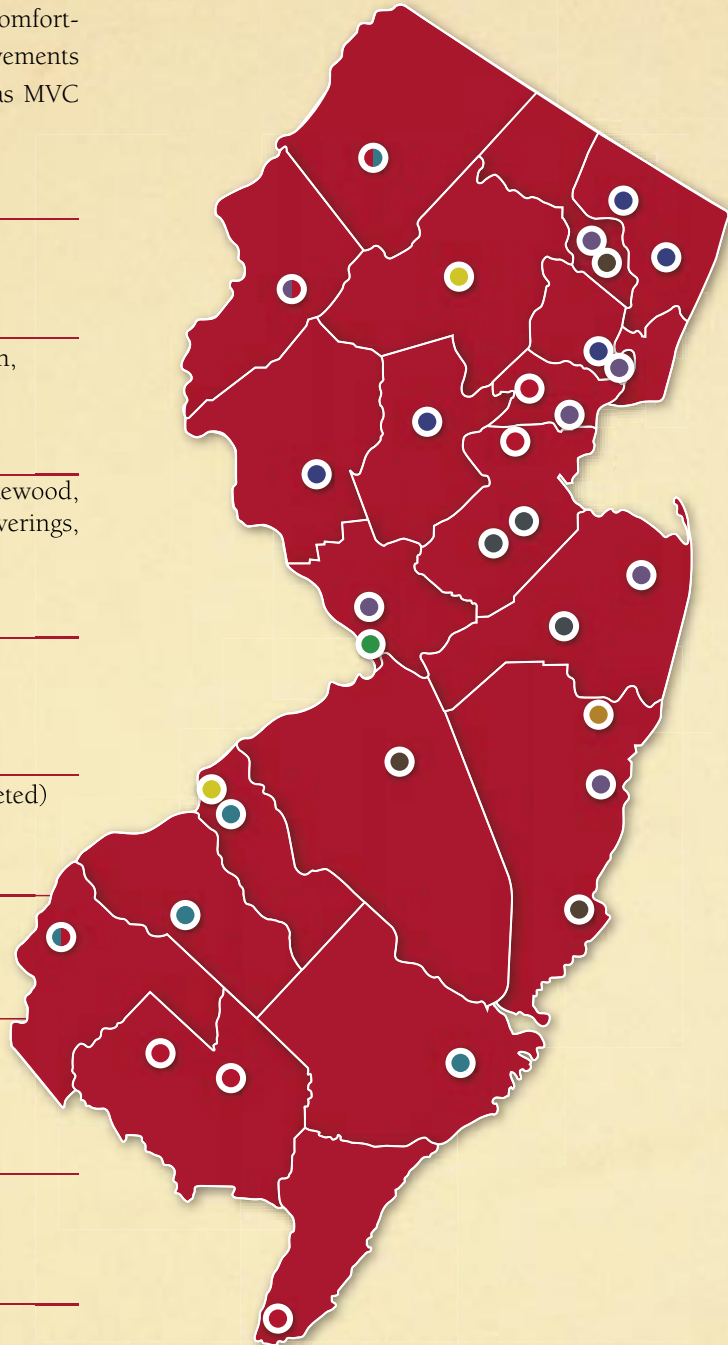 omfort-
vements
as MVC
n,
ewood,
verings,
eted)